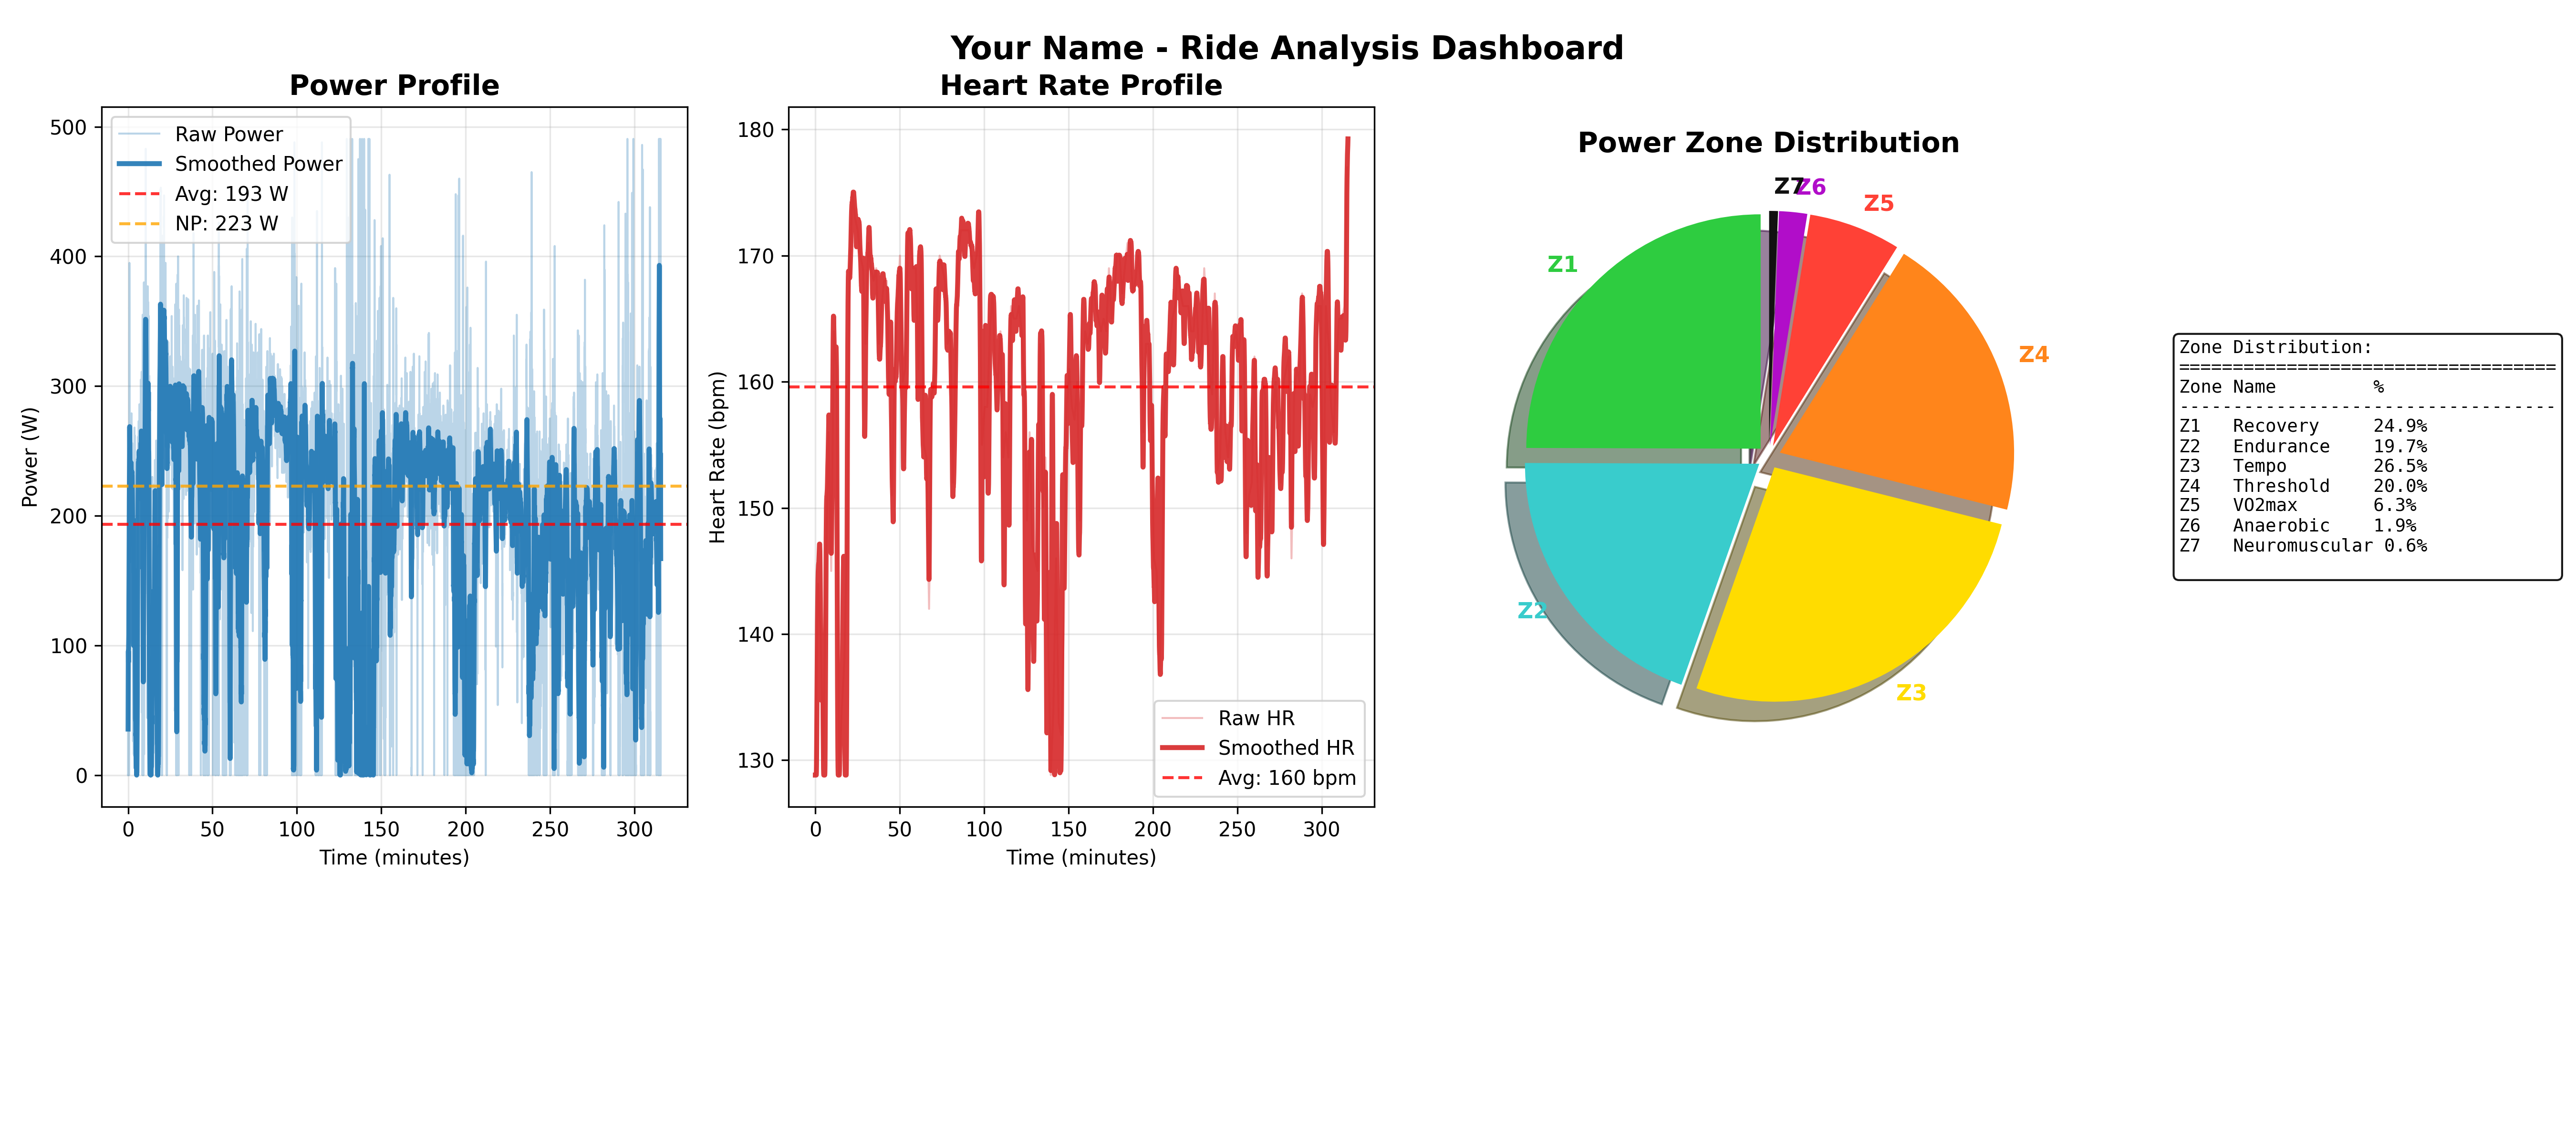 Your Name - Ride Analysis Dashboard
Power Profile
500
400
300
200
100
0
Power (W)
Raw Power
Smoothed Power
Avg: 193 W
NP: 223 W
0 50 100 150 200 250 300
Time (minutes)
Heart Rate Profile
180
170
160
150
140
130
Heart Rate (bpm)
Raw HR
Smoothed HR
Avg: 160 bpm
0 50 100 150 200 250 300
Time (minutes)
Power Zone Distribution
Z7
Z6
Z5
Z1
Z4
Z2
Z3
Zone Distribution:
===================================
Zone Name %
-----------------------------------
Z1 Recovery 24.9%
Z2 Endurance 19.7%
Z3 Tempo 26.5%
Z4 Threshold 20.0%
Z5 VO2max 6.3%
Z6 Anaerobic 1.9%
Z7 Neuromuscular 0.6%